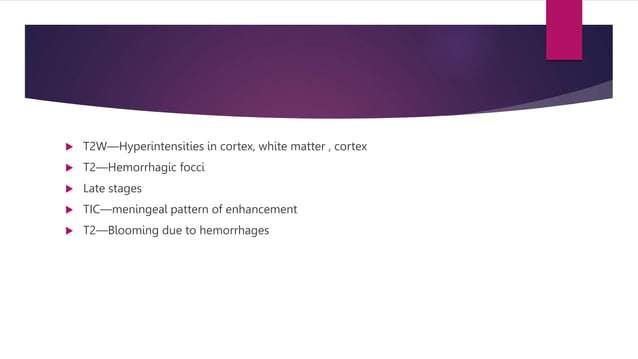 T2W—Hyperintensities in cortex, white matter , cortex
T2—Hemorrhagic focci
Late stages
TIC—meningeal pattern of enhancement
T2—Blooming due to hemorrhages